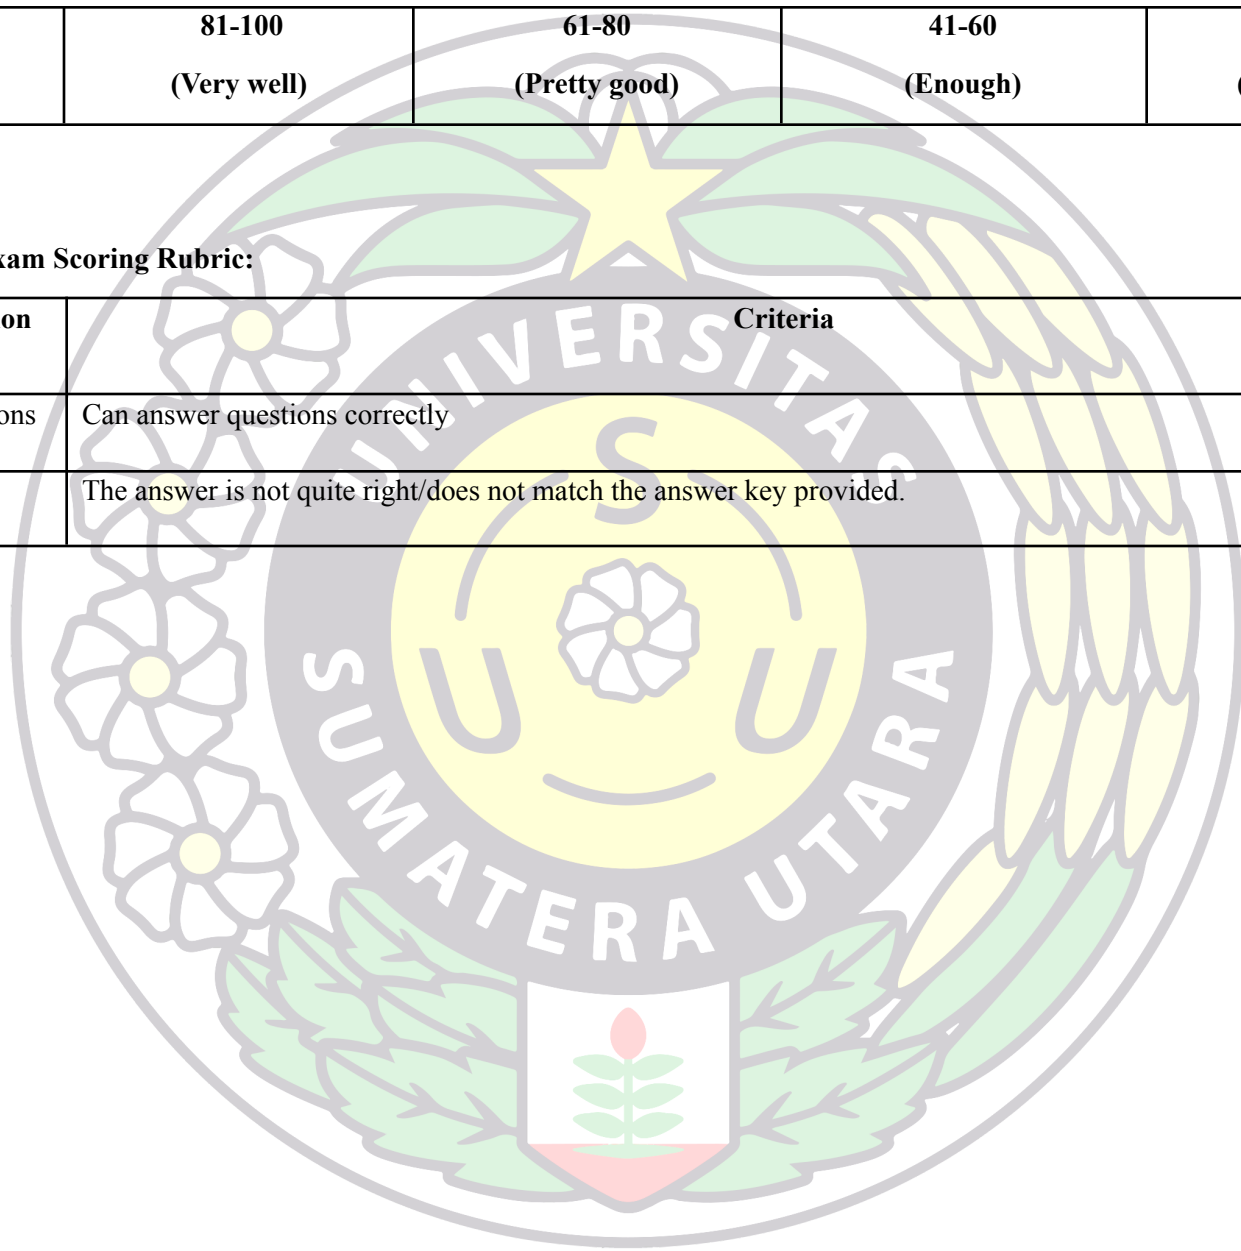 81-100 61-80 41-60
(Very well) (Pretty good) (Enough) (
xam Scoring Rubric:
on Criteria
ons Can answer questions correctly
The answer is not quite right/does not match the answer key provided.
UNIVERSITAS
S
U U
SUMATERA UTARA